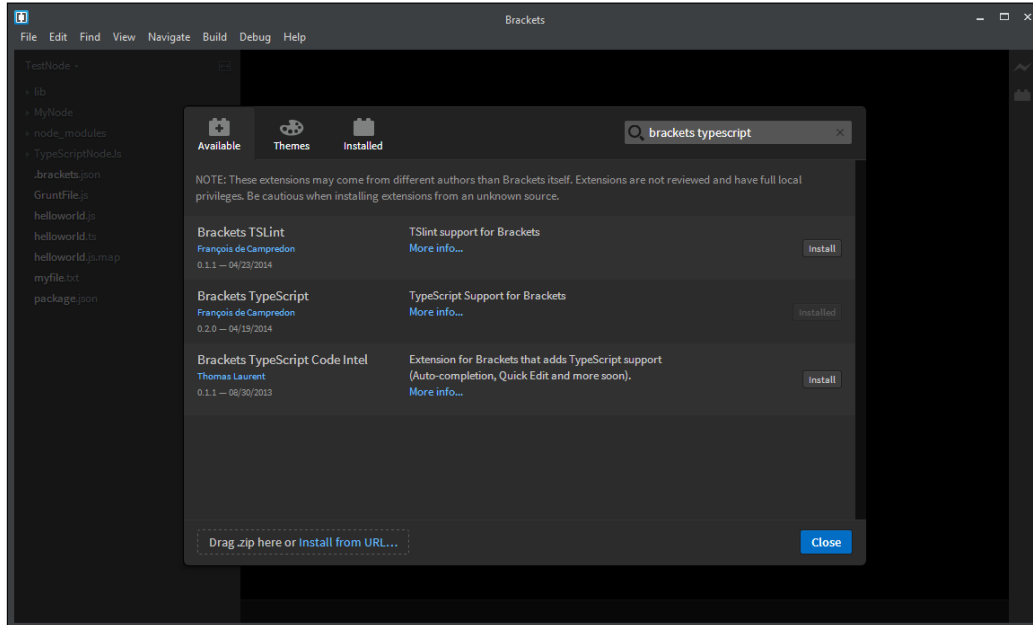 Brackets
File Edit Find View Navigate Build Debug Help
TestNode
lib
MyNode
node_modules
TypeScriptNodeJs
.brackets.json
GruntFile.js
helloworld.js
helloworld.ts
helloworld.js.map
myfile.txt
package.json
Available Themes Installed
brackets typescript
NOTE: These extensions may come from different authors than Brackets itself. Extensions are not reviewed and have full local
privileges. Be cautious when installing extensions from an unknown source.
Brackets TSLint TSlint support for Brackets
François de Campredon More info... Install
0.1.1 — 04/23/2014
Brackets TypeScript TypeScript Support for Brackets
François de Campredon More info... Installed
0.2.0 — 04/19/2014
Brackets TypeScript Code Intel Extension for Brackets that adds TypeScript support
Thomas Laurent (Auto-completion, Quick Edit and more soon). Install
0.1.1 — 08/30/2013 More info...
Drag .zip here or Install from URL... Close